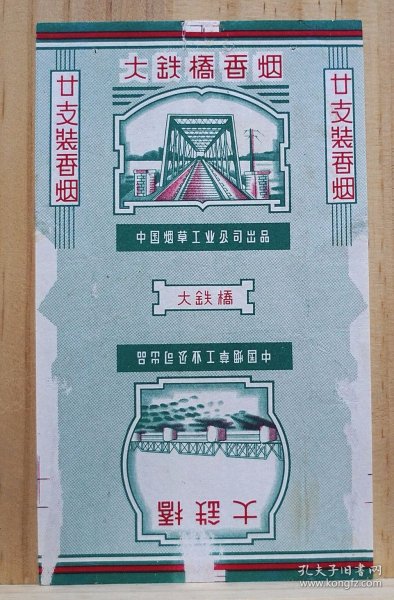 大鉄橋香烟
廿支裝香烟
廿支裝香烟
中国烟草工业公司出品
大鉄橋
中国烟草工业公司出品
大鉄橋
孔夫子旧书网
www.kongfz.com